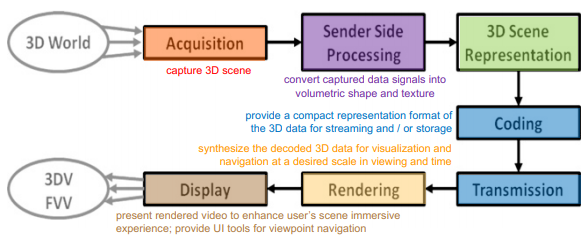 3D World
Acquisition
capture 3D scene
Sender Side
Processing
convert captured data signals into
volumetric shape and texture
3D Scene
Representation
provide a compact representation format of
the 3D data for streaming and / or storage
Coding
synthesize the decoded 3D data for visualization and
navigation at a desired scale in viewing and time
3DV
FVV
Display
Rendering
Transmission
present rendered video to enhance user's scene immersive
experience; provide UI tools for viewpoint navigation